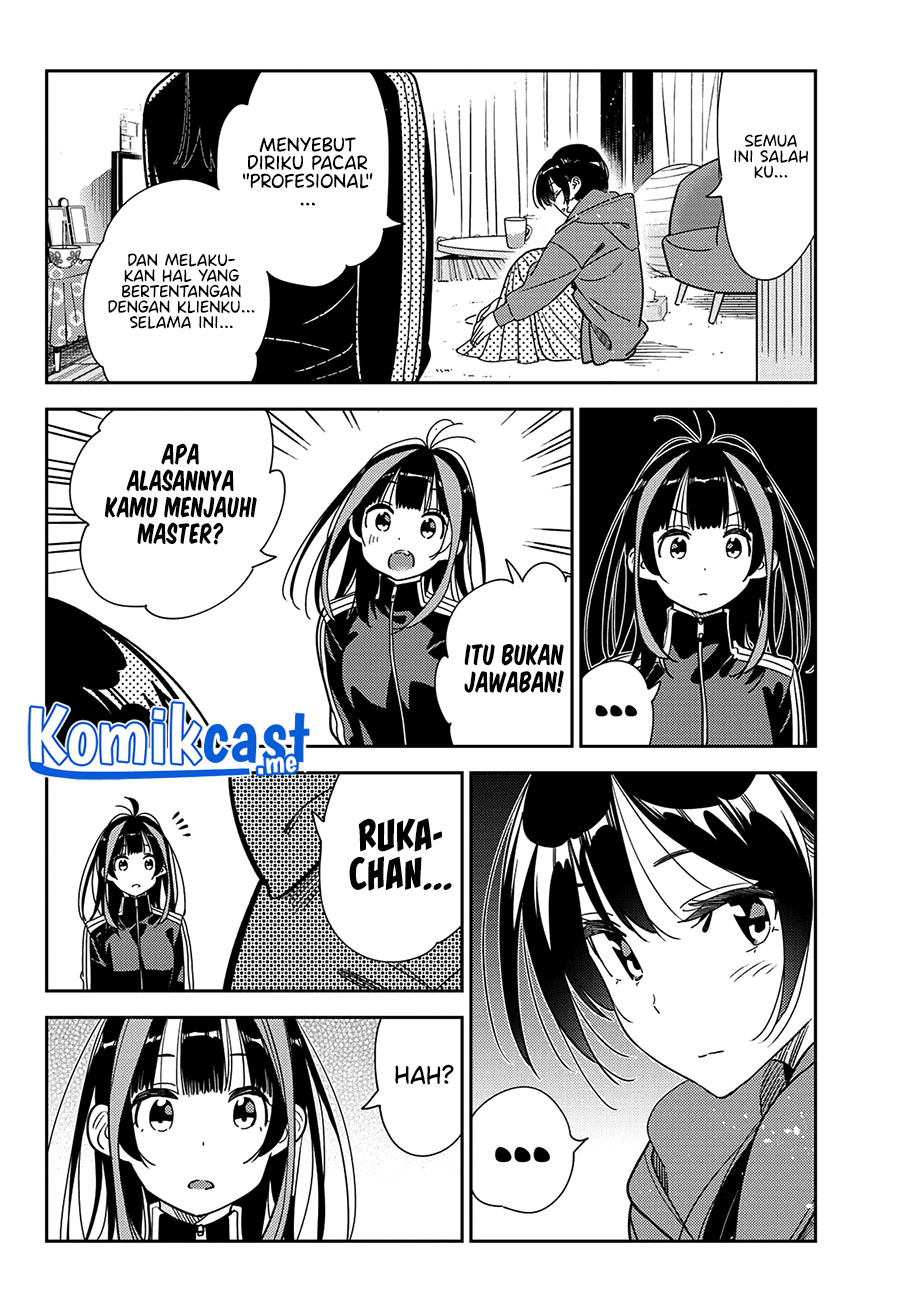 SEMUA
INI SALAH
KU...
MENYEBUT
DIRIKU PACAR
"PROFESIONAL"
...
DAN MELAKU-
KAN HAL YANG
BERTENTANGAN
DENGAN KLIENKU...
SELAMA INI...
...
ITU BUKAN
JAWABAN!
APA
ALASANNYA
KAMU MENJAUHI
MASTER?
Komikcast
.me
...
RUKA-
CHAN...
HAH?